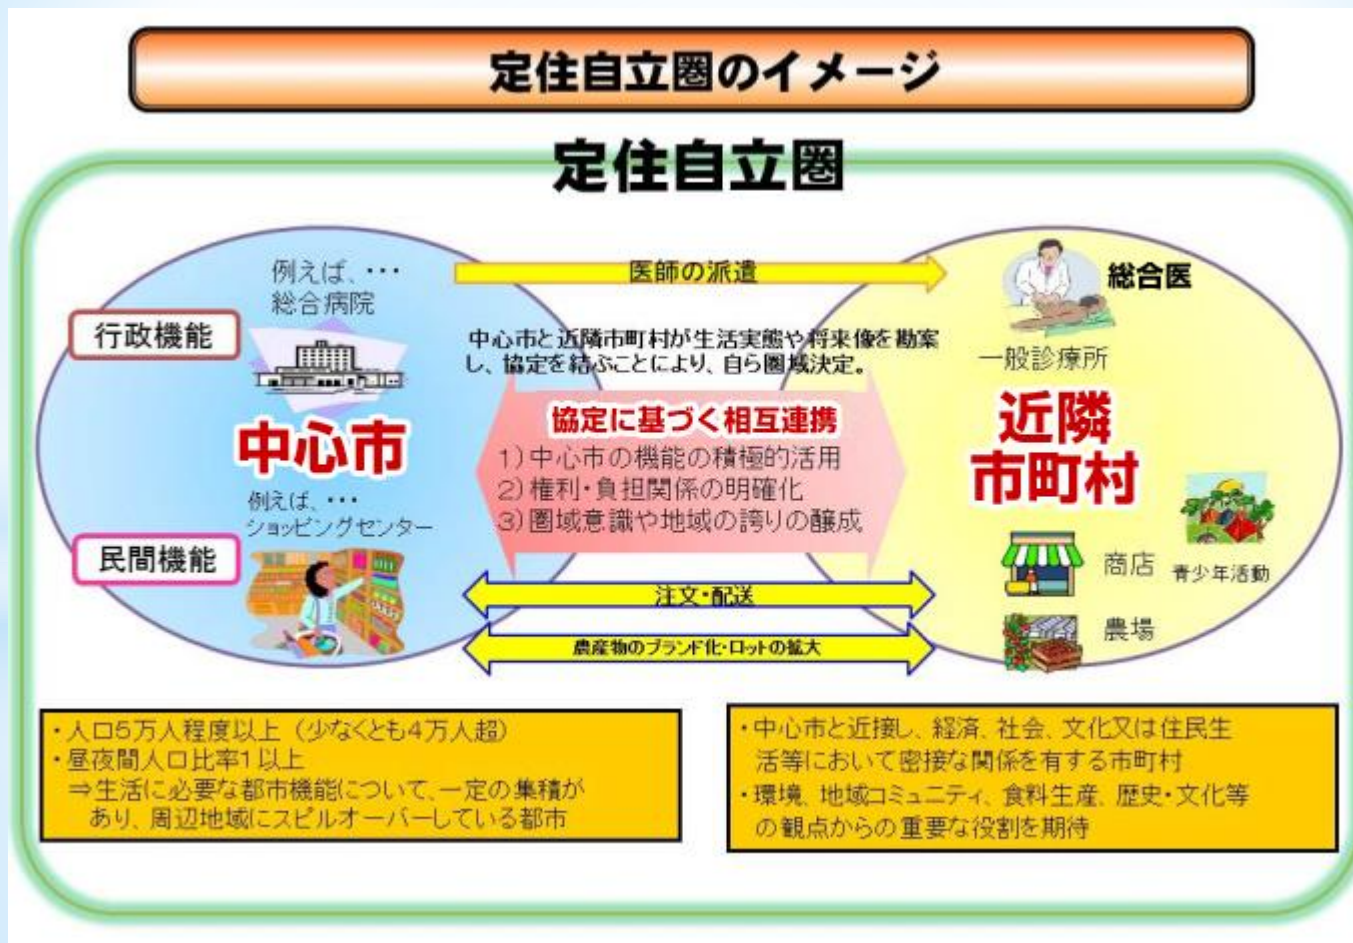 定住自立圏のイメージ
定住自立圏
例えば、・・・
総合病院
行政機能
中心市
例えば、・・・
ショッピングセンター
民間機能
医師の派遣
中心市と近隣市町村が生活実態や将来像を勘案
し、協定を結ぶことにより、自ら圏域決定。
協定に基づく相互連携
1)中心市の機能の積極的活用
2)権利・負担関係の明確化
3)圏域意識や地域の誇りの醸成
注文・配送
農産物のブランド化・ロットの拡大
総合医
一般診療所
近隣
市町村
商店
青少年活動
農場
・人口5万人程度以上（少なくとも4万人超）
・昼夜間人口比率1以上
⇒生活に必要な都市機能について、一定の集積が
あり、周辺地域にスピルオーバーしている都市
・中心市と近接し、経済、社会、文化又は住民生
活等において密接な関係を有する市町村
・環境、地域コミュニティ、食料生産、歴史・文化等
の観点からの重要な役割を期待